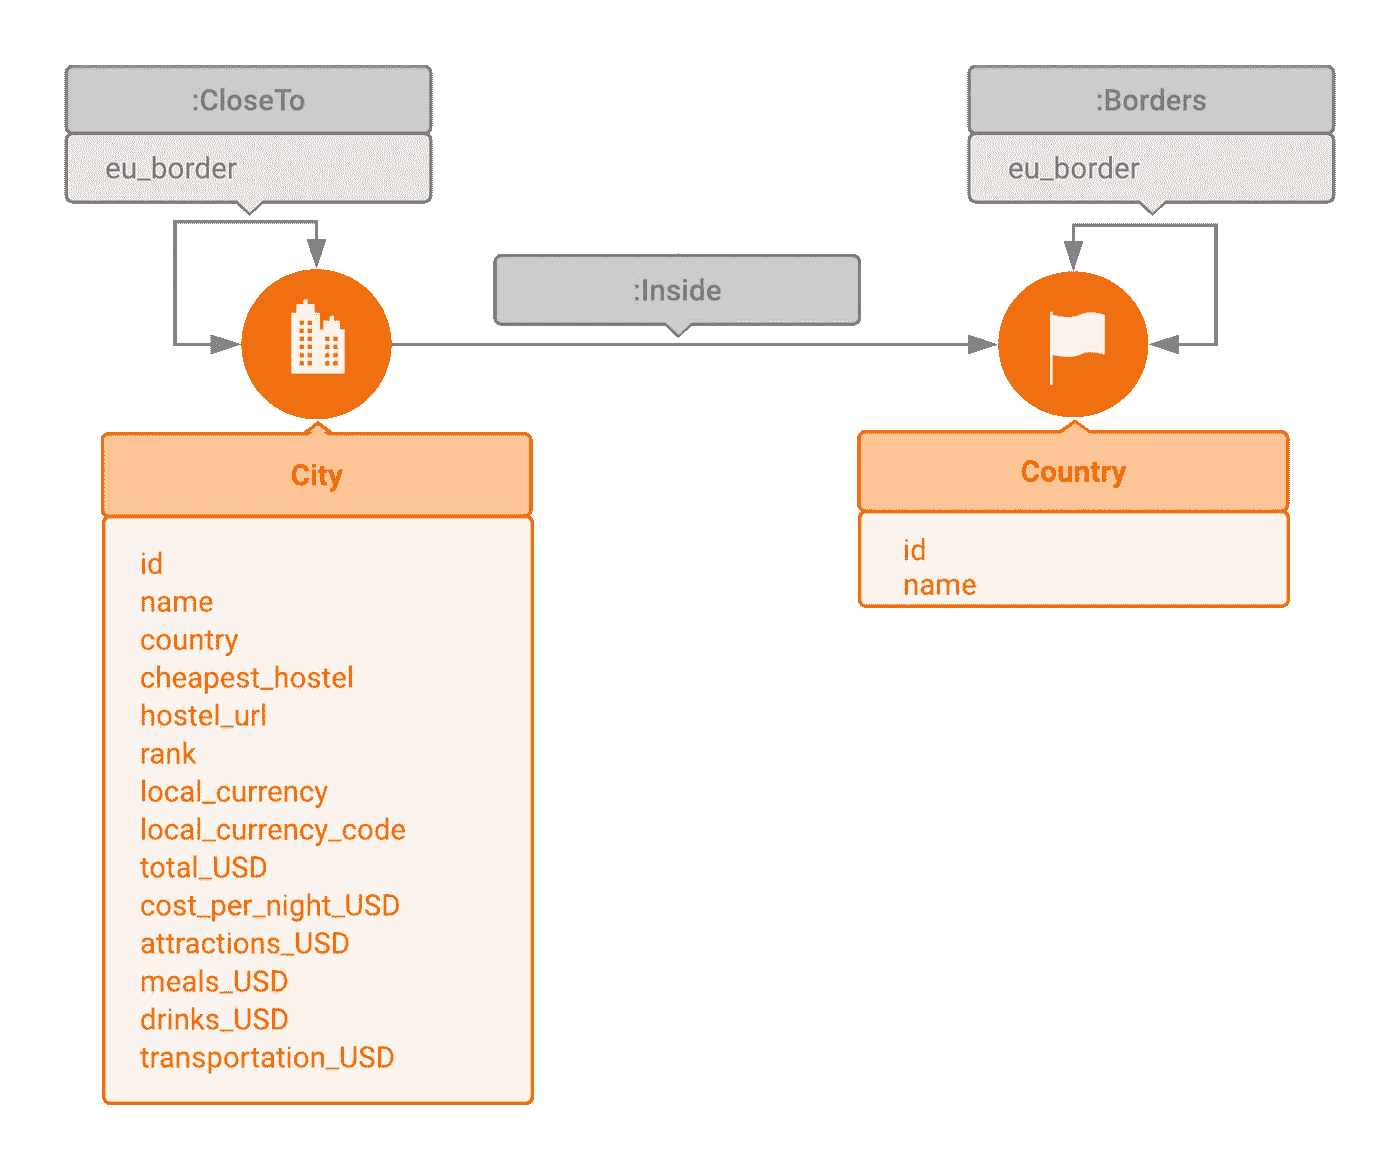 :CloseTo
eu_border
:Borders
eu_border
:Inside
City
id
name
country
cheapest_hostel
hostel_url
rank
local_currency
local_currency_code
total_USD
cost_per_night_USD
attractions_USD
meals_USD
drinks_USD
transportation_USD
Country
id
name